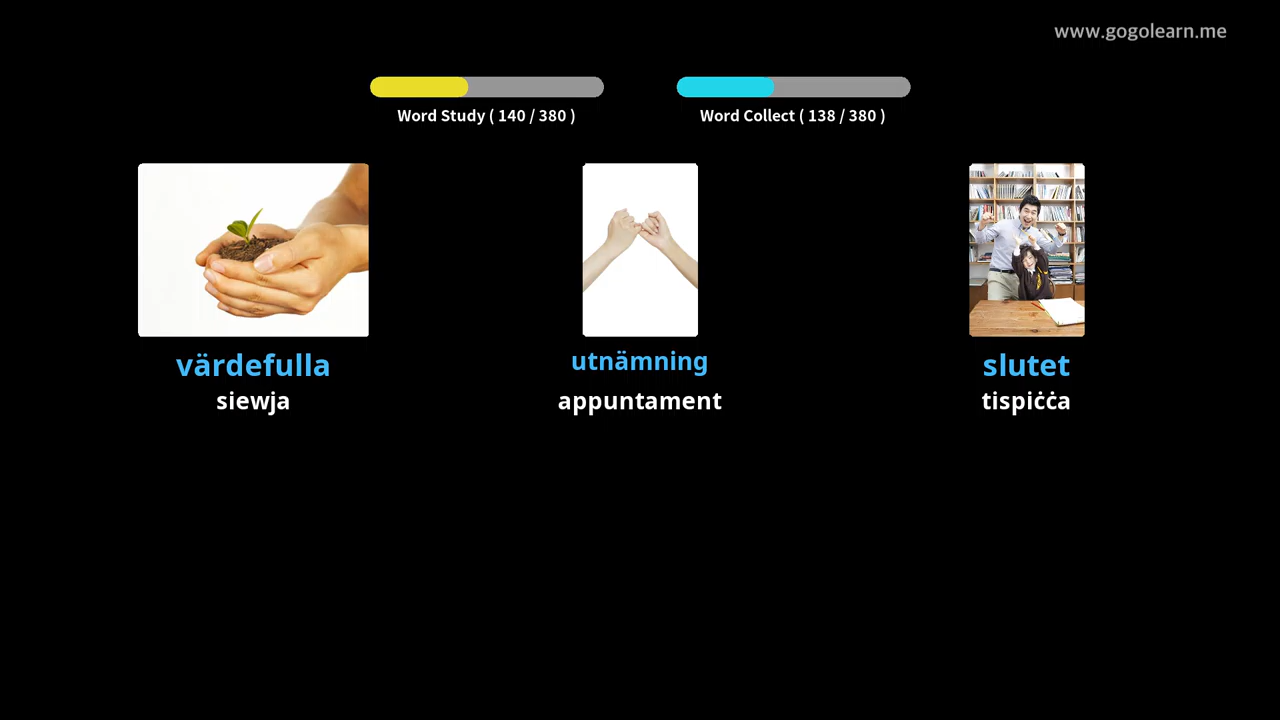 www.gogolearn.me
Word Study ( 140 / 380 )
Word Collect ( 138 / 380 )
värdefulla
utnämning
slutet
siewja
appuntament
tispiċċa